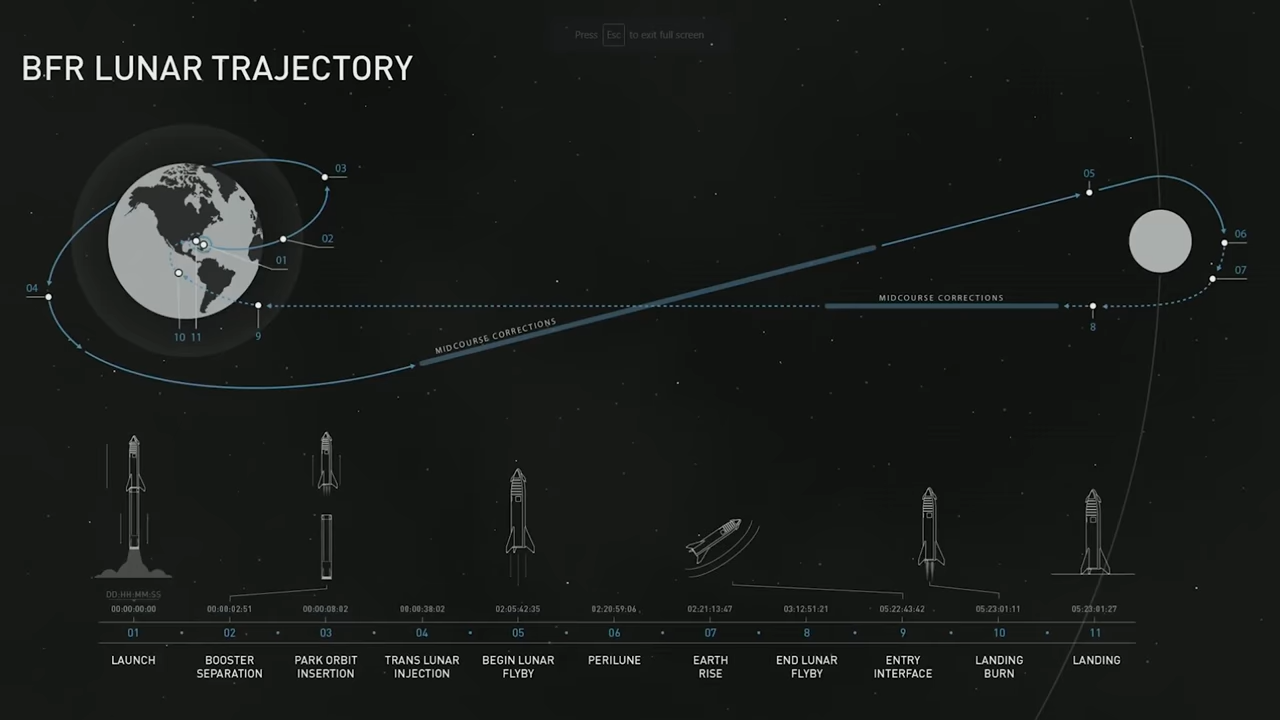 Press Esc to exit full screen
BFR LUNAR TRAJECTORY
03
02
01
04
10
11
9
MIDCOURSE CORRECTIONS
05
06
07
MIDCOURSE CORRECTIONS
8
DD:HH:MM:SS
00:00:00:00 00:08:02:51 00:00:08:02 00:08:38:02 02:05:42:35 02:20:59:06 02:21:13:47 03:12:51:21 05:22:43:42 05:23:01:11 05:23:01:27
01 02 03 04 05 06 07 8 9 10 11
LAUNCH BOOSTER PARK ORBIT TRANS LUNAR BEGIN LUNAR PERILUNE EARTH END LUNAR ENTRY LANDING LANDING
SEPARATION INSERTION INJECTION FLYBY RISE FLYBY INTERFACE BURN